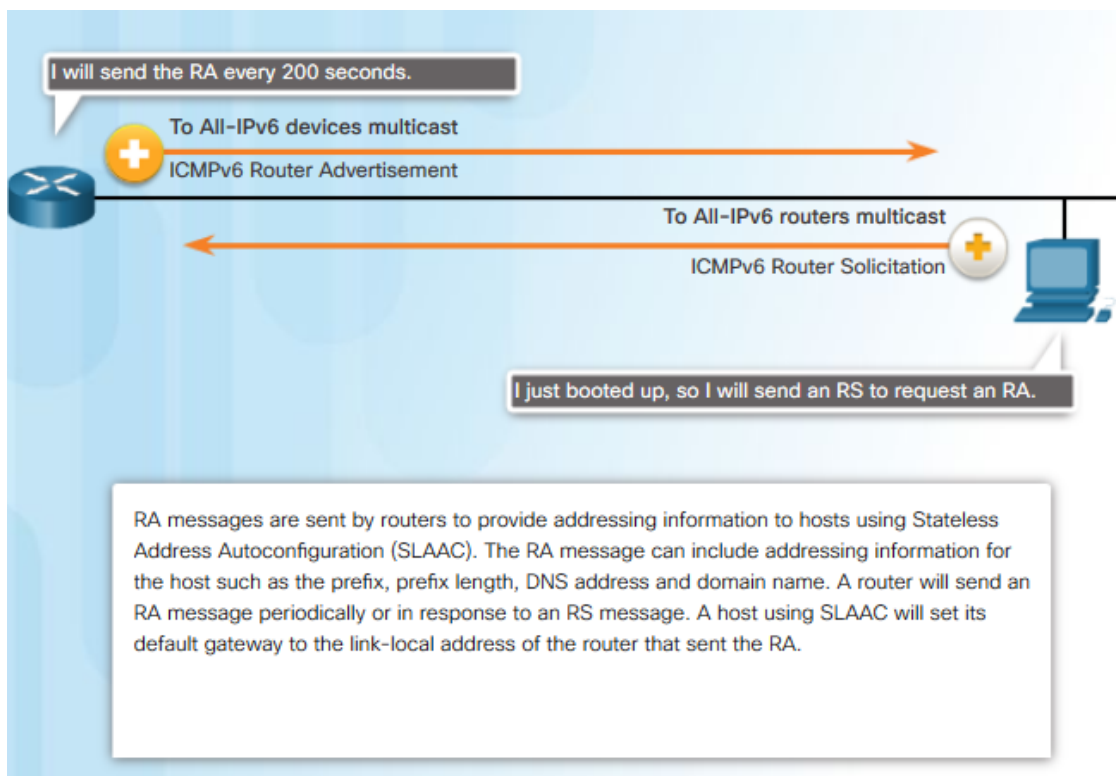 I will send the RA every 200 seconds.
To All-IPv6 devices multicast
ICMPv6 Router Advertisement
To All-IPv6 routers multicast
ICMPv6 Router Solicitation
I just booted up, so I will send an RS to request an RA.
RA messages are sent by routers to provide addressing information to hosts using Stateless
Address Autoconfiguration (SLAAC). The RA message can include addressing information for
the host such as the prefix, prefix length, DNS address and domain name. A router will send an
RA message periodically or in response to an RS message. A host using SLAAC will set its
default gateway to the link-local address of the router that sent the RA.